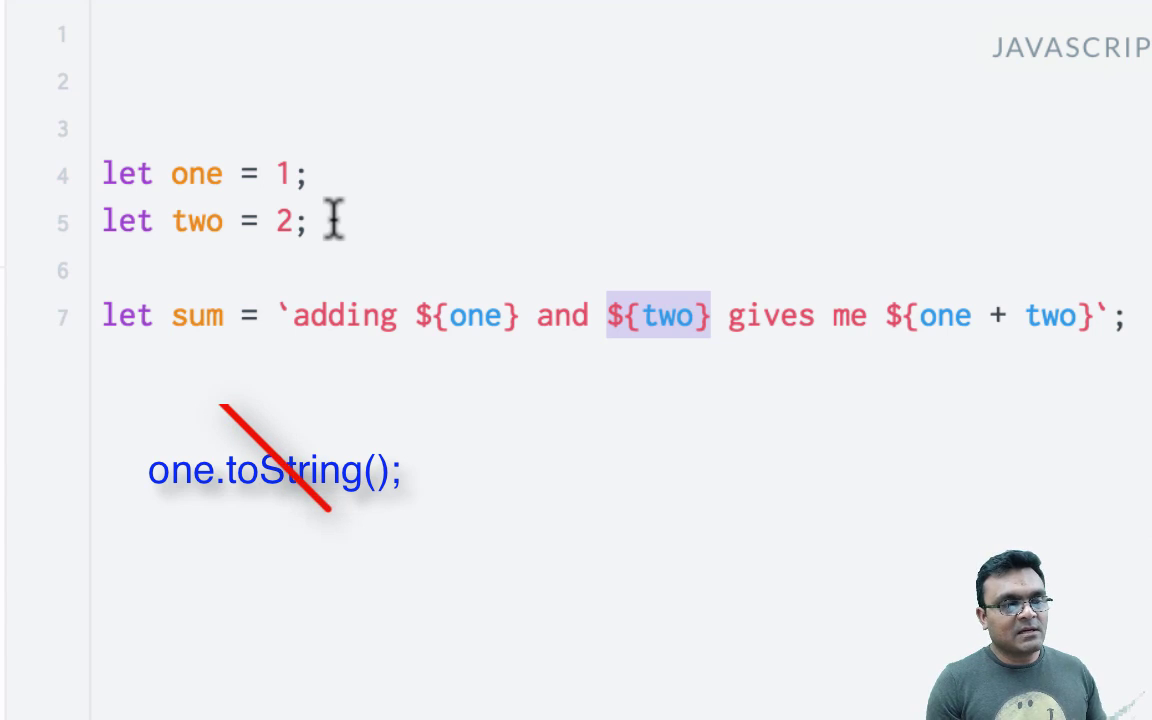 1
JAVASCRIP
2
3
4 let one = 1;
5 let two = 2;
6
7 let sum = `adding ${one} and ${two} gives me ${one + two}`;
one.toString();